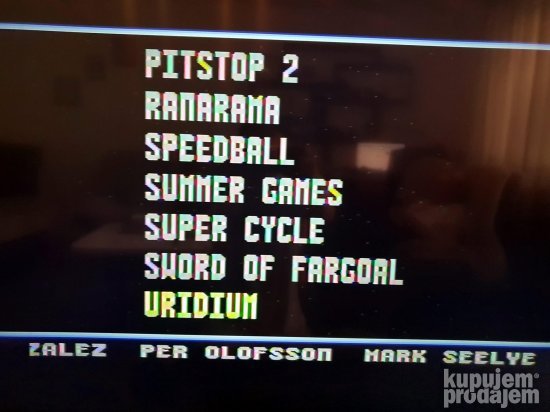 PITSTOP 2
RANARAMA
SPEEDBALL
SUMMER GAMES
SUPER CYCLE
SWORD OF FARGOAL
URIDIUM
ZALEZ PER OLOFSSON MARK SEELYE
kupujem®
prodajem